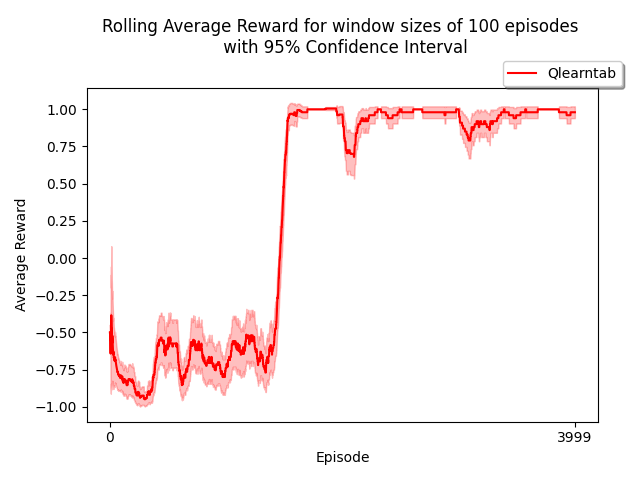 Rolling Average Reward for window sizes of 100 episodes
with 95% Confidence Interval
Qlearntab
1.00
0.75
0.50
0.25
0.00
−0.25
−0.50
−0.75
−1.00
Average Reward
0
3999
Episode